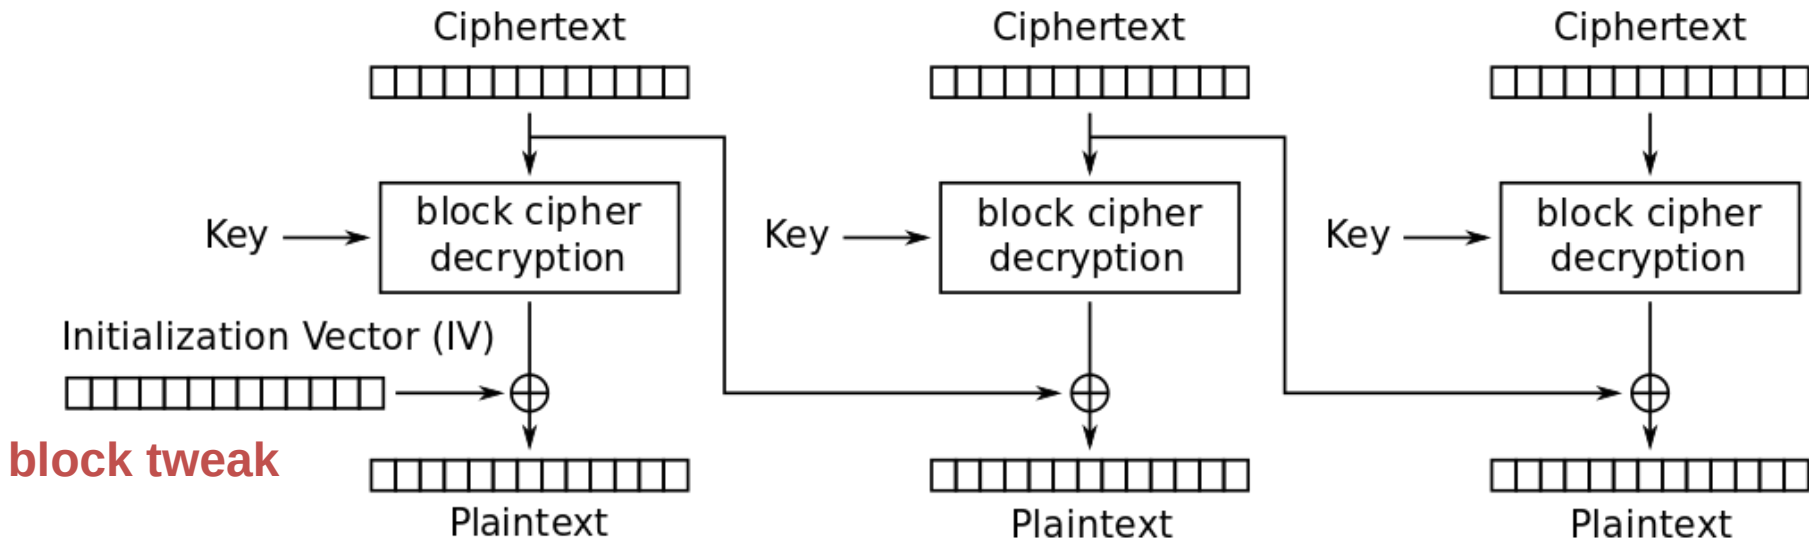 Ciphertext
Ciphertext
Ciphertext
Key
block cipher
decryption
Key
block cipher
decryption
Key
block cipher
decryption
Initialization Vector (IV)
block tweak
Plaintext
Plaintext
Plaintext